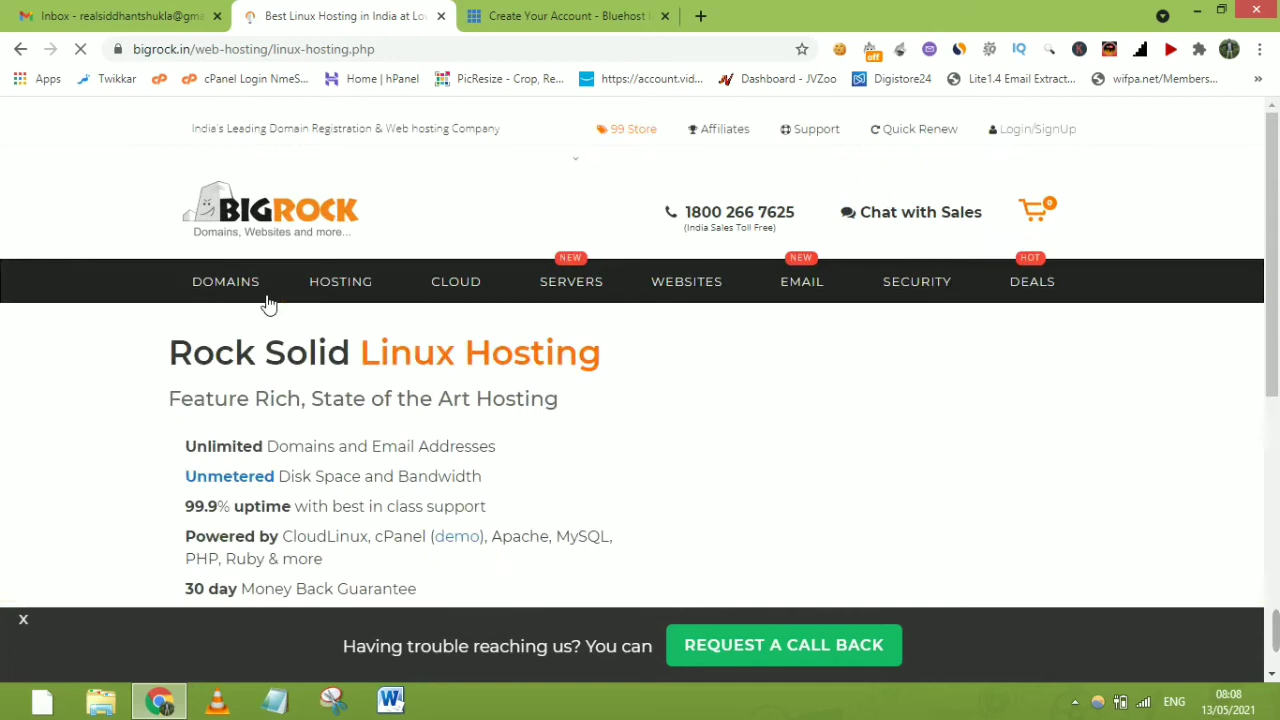 Inbox - realsiddhantshukla@gma
Best Linux Hosting in India at Lo
Create Your Account - Bluehost
bigrock.in/web-hosting/linux-hosting.php
IQ
off
Apps
Twikkar
cPanel Login NmeS...
Home | hPanel
PicResize - Crop, Re...
https://account.vid...
Dashboard - JVZoo
Digistore24
Lite1.4 Email Extract...
wifpa.net/Members...
»
India's Leading Domain Registration & Web hosting Company
99 Store
Affiliates
Support
Quick Renew
Login/SignUp
BIGROCK
Domains, Websites and more...
1800 266 7625
(India Sales Toll Free)
Chat with Sales
0
NEW
NEW
HOT
DOMAINS
HOSTING
CLOUD
SERVERS
WEBSITES
EMAIL
SECURITY
DEALS
Rock Solid Linux Hosting
Feature Rich, State of the Art Hosting
Unlimited Domains and Email Addresses
Unmetered Disk Space and Bandwidth
99.9% uptime with best in class support
Powered by CloudLinux, cPanel (demo), Apache, MySQL,
PHP, Ruby & more
30 day Money Back Guarantee
X
Having trouble reaching us? You can
REQUEST A CALL BACK
ENG
08:08
13/05/2021